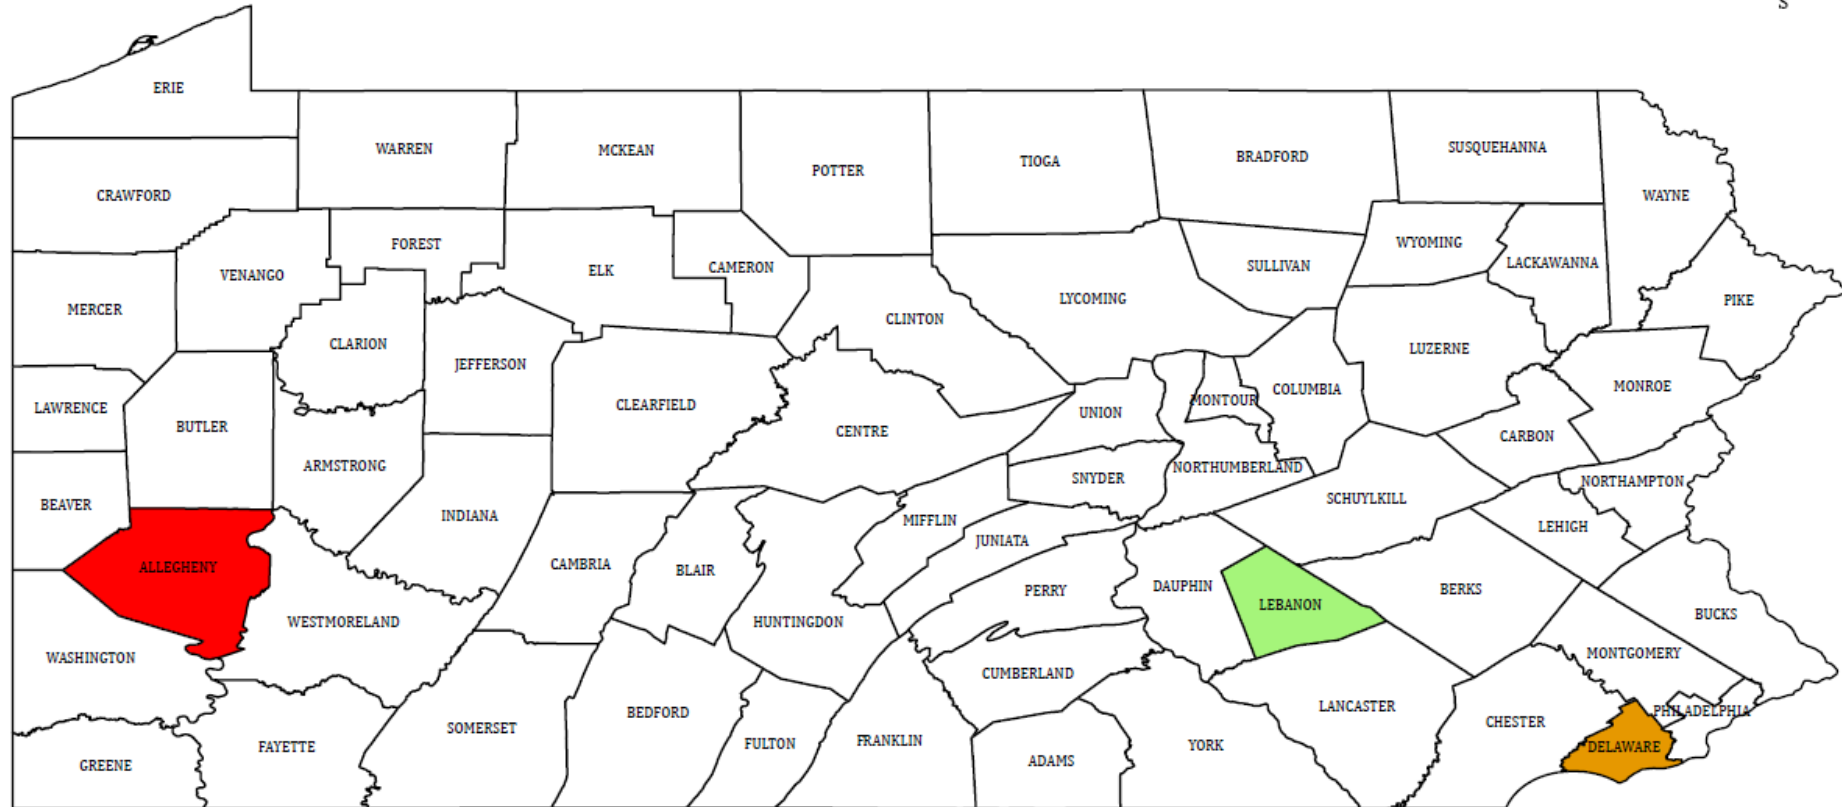 S
ERIE
WARREN
MCKEAN
POTTER
TIOGA
BRADFORD
SUSQUEHANNA
WAYNE
CRAWFORD
FOREST
VENANGO
ELK
CAMERON
SULLIVAN
WYOMING
LACKAWANNA
MERCER
CLARION
JEFFERSON
CLINTON
LYCOMING
LUZERNE
PIKE
LAWRENCE
BUTLER
ARMSTRONG
CLEARFIELD
CENTRE
UNION
MONTOUR
COLUMBIA
MONROE
CARBON
BEAVER
INDIANA
SNYDER
NORTHUMBERLAND
SCHUYLKILL
NORTHAMPTON
LEHIGH
ALLEGHENY
CAMBRIA
BLAIR
MIFFLIN
JUNIATA
PERRY
DAUPHIN
LEBANON
BERKS
BUCKS
WASHINGTON
WESTMORELAND
HUNTINGDON
CUMBERLAND
MONTGOMERY
GREENE
FAYETTE
SOMERSET
BEDFORD
FULTON
FRANKLIN
ADAMS
YORK
LANCASTER
CHESTER
PHILADELPHIA
DELAWARE